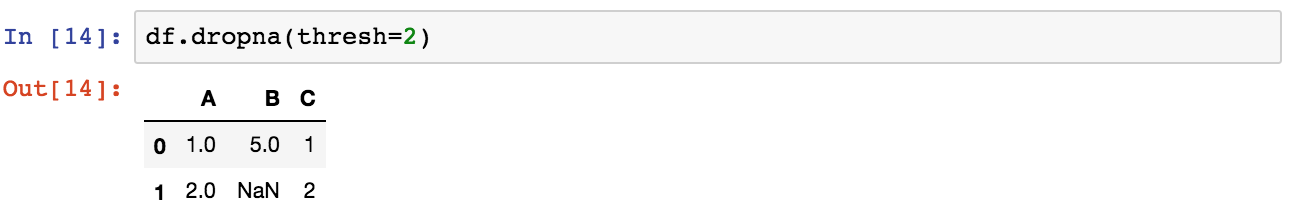 In [14]: df.dropna(thresh=2)
Out[14]:
A B C
0 1.0 5.0 1
1 2.0 NaN 2